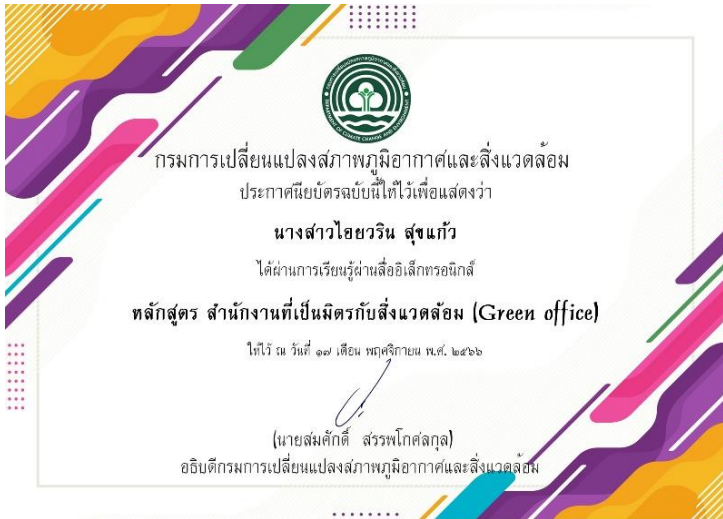 DEPARTMENT OF CLIMATE CHANGE AND ENVIRONMENT
กรมการเปลี่ยนแปลงสภาพภูมิอากาศและสิ่งแวดล้อม
ประกาศนียบัตรฉบับนี้ให้ไว้เพื่อแสดงว่า
นางสาวไอยวริน สุขแก้ว
ได้ผ่านการเรียนรู้ผ่านสื่ออิเล็กทรอนิกส์
หลักสูตร สำนักงานที่เป็นมิตรกับสิ่งแวดล้อม (Green office)
ให้ไว้ ณ วันที่ ๑๗ เดือน พฤศจิกายน พ.ศ. ๒๕๖๖
(นายสมศักดิ์ สรรพโกศลกุล)
อธิบดีกรมการเปลี่ยนแปลงสภาพภูมิอากาศและสิ่งแวดล้อม